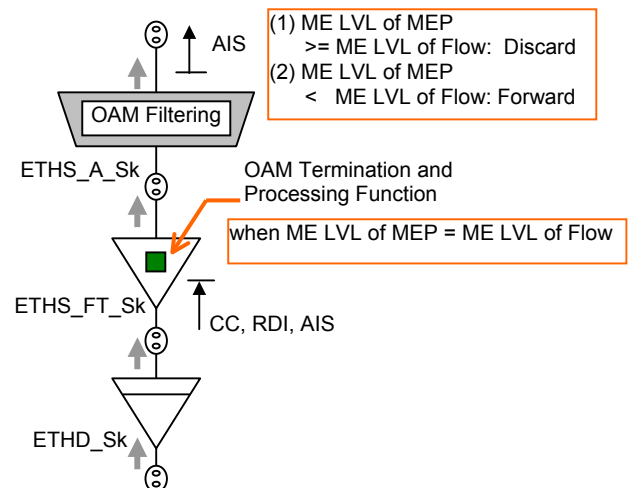 AIS
(1) ME LVL of MEP
>= ME LVL of Flow: Discard
(2) ME LVL of MEP
< ME LVL of Flow: Forward
OAM Filtering
ETHS_A_Sk
OAM Termination and
Processing Function
when ME LVL of MEP = ME LVL of Flow
ETHS_FT_Sk
CC, RDI, AIS
ETHD_Sk